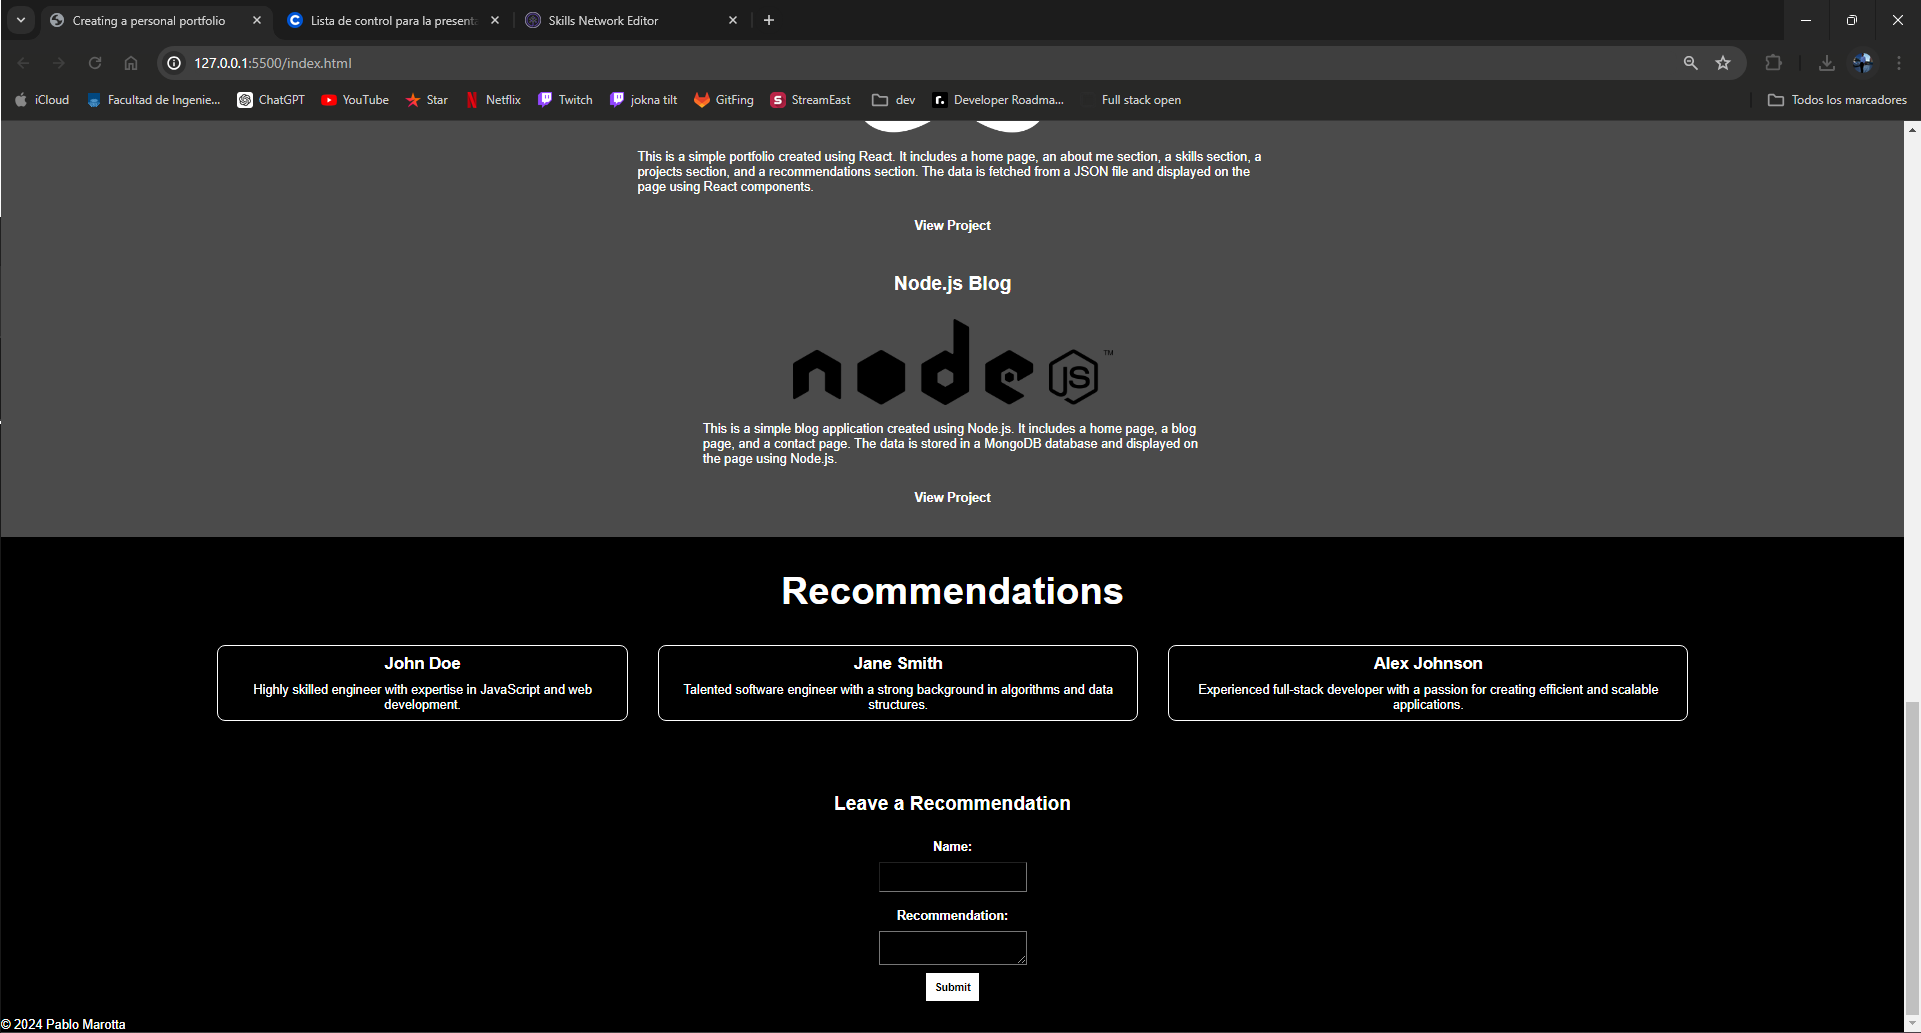 Creating a personal portfolio
Lista de control para la presenta
Skills Network Editor
127.0.0.1:5500/index.html
iCloud
Facultad de Ingenie...
ChatGPT
YouTube
Star
Netflix
Twitch
jokna tilt
GitFing
StreamEast
dev
Developer Roadma...
Full stack open
Todos los marcadores
This is a simple portfolio created using React. It includes a home page, an about me section, a skills section, a
projects section, and a recommendations section. The data is fetched from a JSON file and displayed on the
page using React components.
View Project
Node.js Blog
node JS ™
This is a simple blog application created using Node.js. It includes a home page, a blog
page, and a contact page. The data is stored in a MongoDB database and displayed on
the page using Node.js.
View Project
Recommendations
John Doe
Highly skilled engineer with expertise in JavaScript and web
development.
Jane Smith
Talented software engineer with a strong background in algorithms and data
structures.
Alex Johnson
Experienced full-stack developer with a passion for creating efficient and scalable
applications.
Leave a Recommendation
Name:
Recommendation:
Submit
© 2024 Pablo Marotta